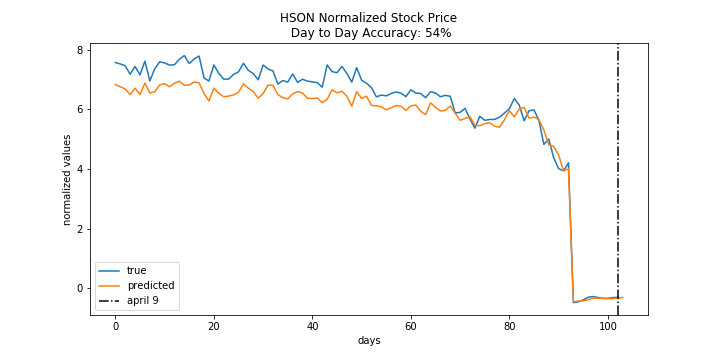 HSON Normalized Stock Price
Day to Day Accuracy: 54%
normalized values
8
6
4
2
0
true
predicted
april 9
0
20
40
60
80
100
days